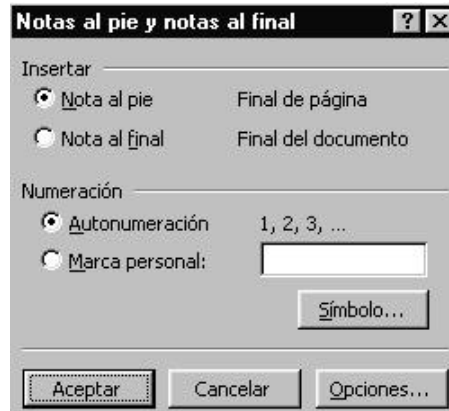 Notas al pie y notas al final ? X
Insertar
Nota al pie Final de página
Nota al final Final del documento
Numeración
Autonumeración 1, 2, 3, ...
Marca personal:
Símbolo...
Aceptar Cancelar Opciones...